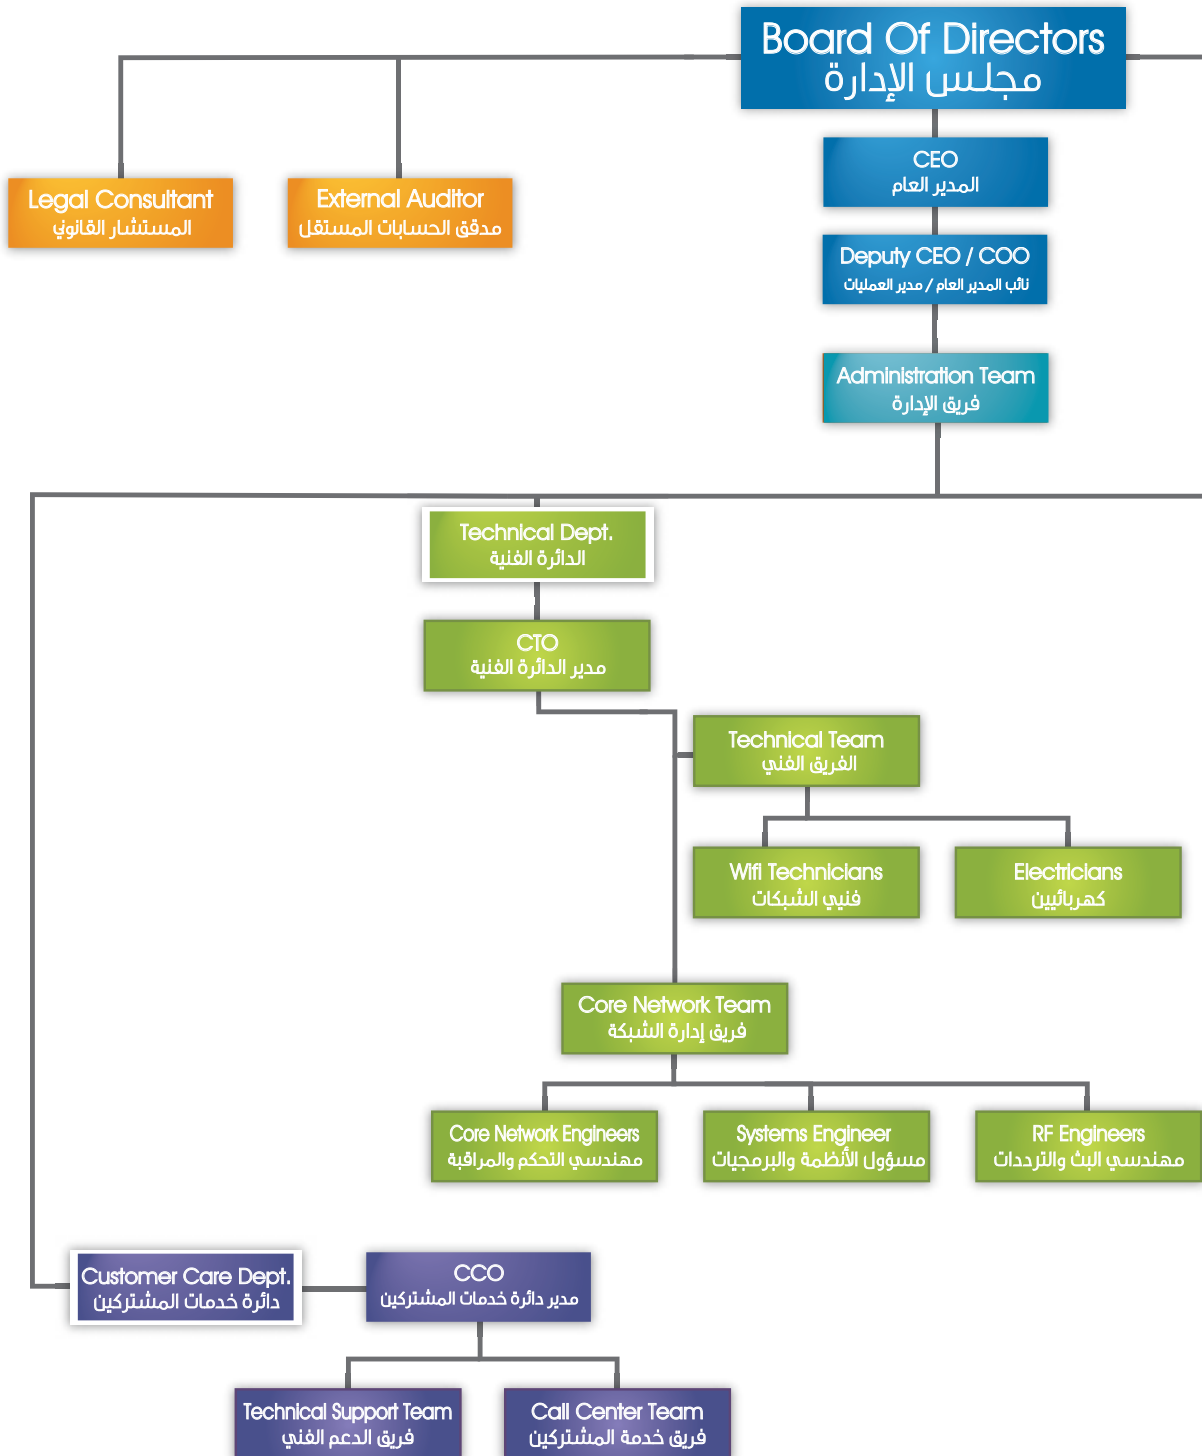 Board Of Directors
مجلس الإدارة
CEO
المدير العام
Legal Consultant
المستشار القانوني
External Auditor
مدقق الحسابات المستقل
Deputy CEO / COO
نائب المدير العام / مدير العمليات
Administration Team
فريق الإدارة
Technical Dept.
الدائرة الفنية
CTO
مدير الدائرة الفنية
Technical Team
الفريق الفني
Wifi Technicians
فنيي الشبكات
Electricians
كهربائيين
Core Network Team
فريق إدارة الشبكة
Core Network Engineers
مهندسي التحكم والمراقبة
Systems Engineer
مسؤول الأنظمة والبرمجيات
RF Engineers
مهندسي البث والترددات
Customer Care Dept.
دائرة خدمات المشتركين
CCO
مدير دائرة خدمات المشتركين
Technical Support Team
فريق الدعم الفني
Call Center Team
فريق خدمة المشتركين